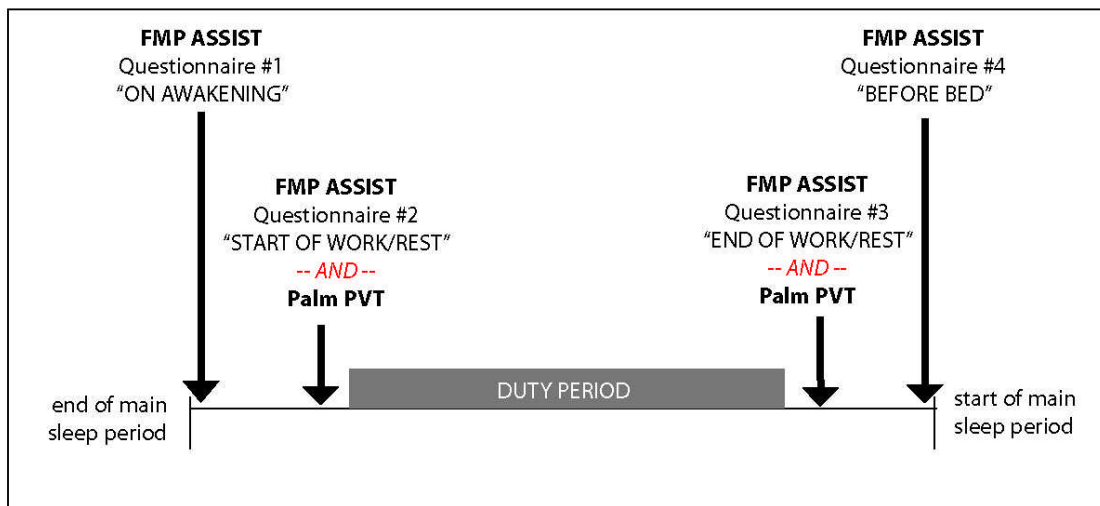 FMP ASSIST
Questionnaire #1
“ON AWAKENING”
FMP ASSIST
Questionnaire #4
“BEFORE BED”
FMP ASSIST
Questionnaire #2
“START OF WORK/REST”
-- AND --
Palm PVT
FMP ASSIST
Questionnaire #3
“END OF WORK/REST”
-- AND --
Palm PVT
DUTY PERIOD
end of main
sleep period
start of main
sleep period